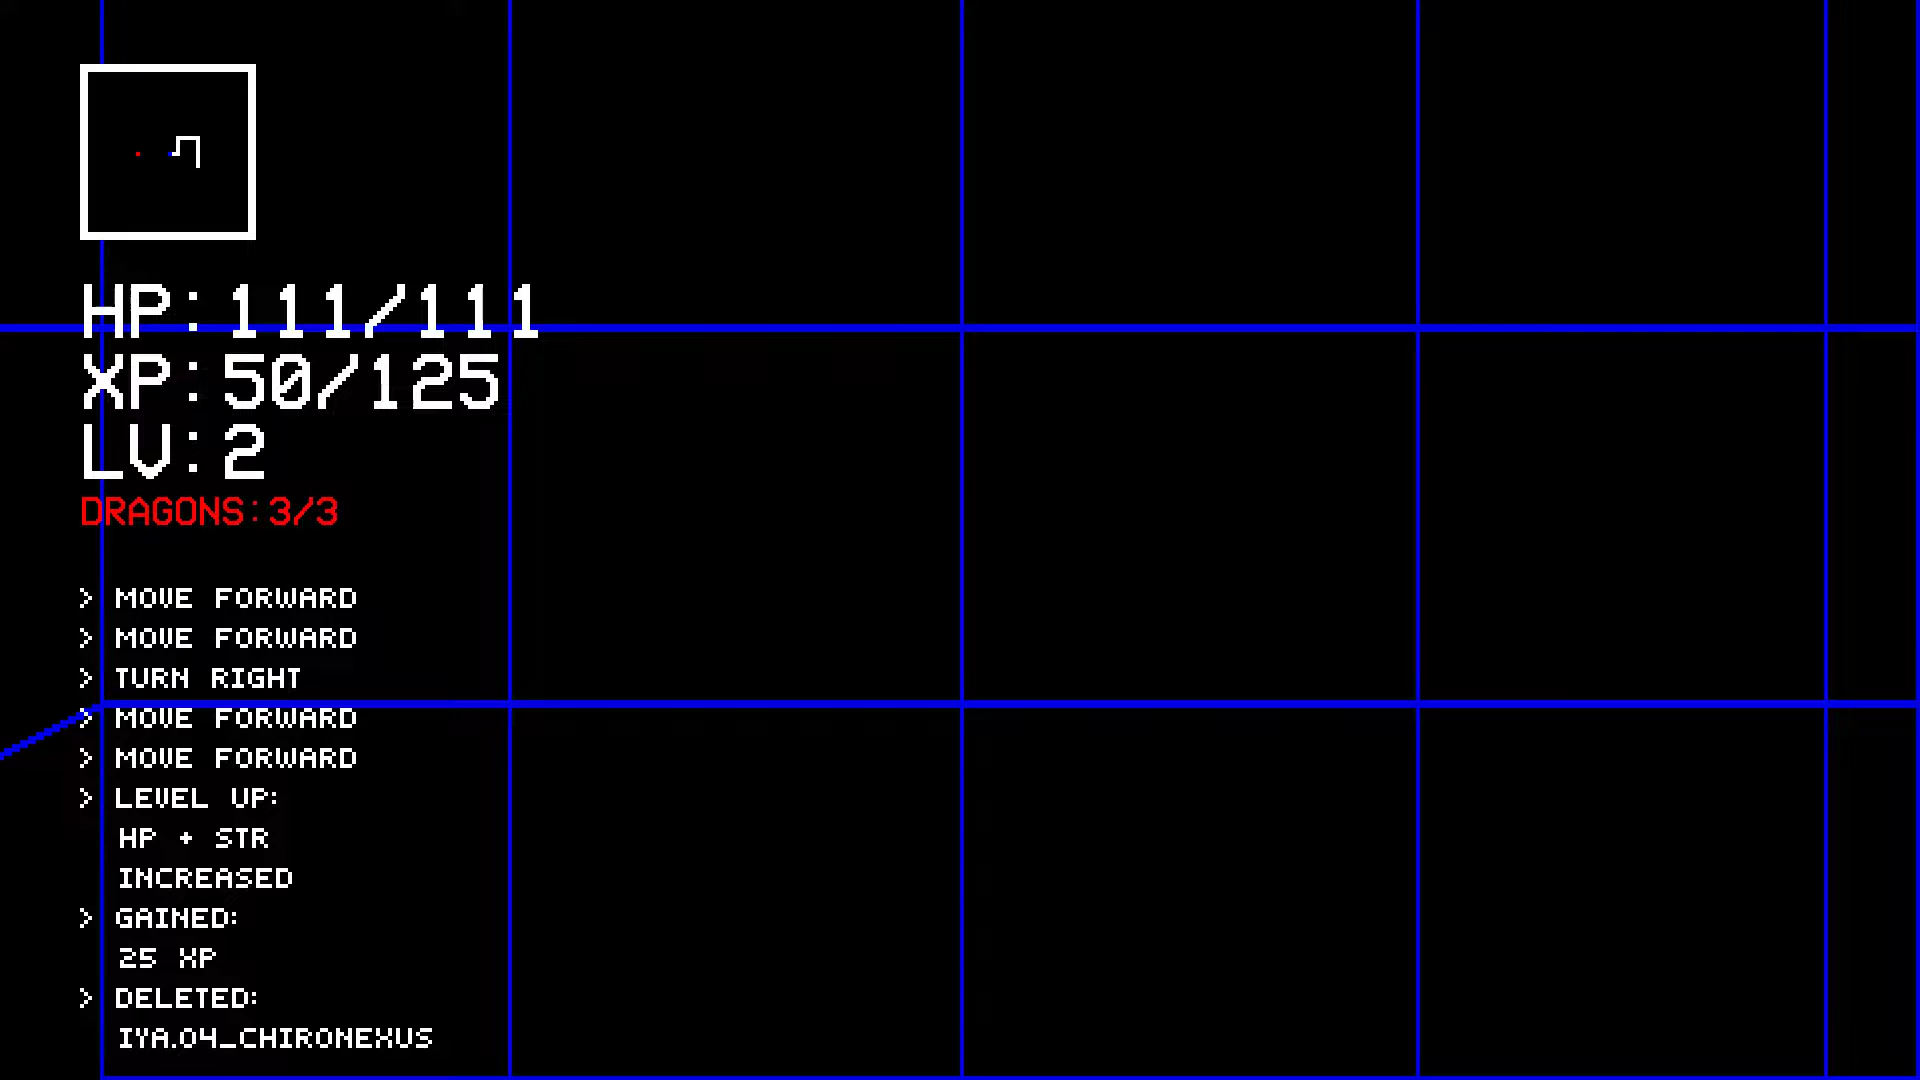 HP:111/111
XP:50/125
LV:2
DRAGONS:3/3
> MOVE FORWARD
> MOVE FORWARD
> TURN RIGHT
> MOVE FORWARD
> MOVE FORWARD
> LEVEL UP:
HP + STR
INCREASED
> GAINED:
25 XP
> DELETED:
IYA.04_CHIRONEXUS